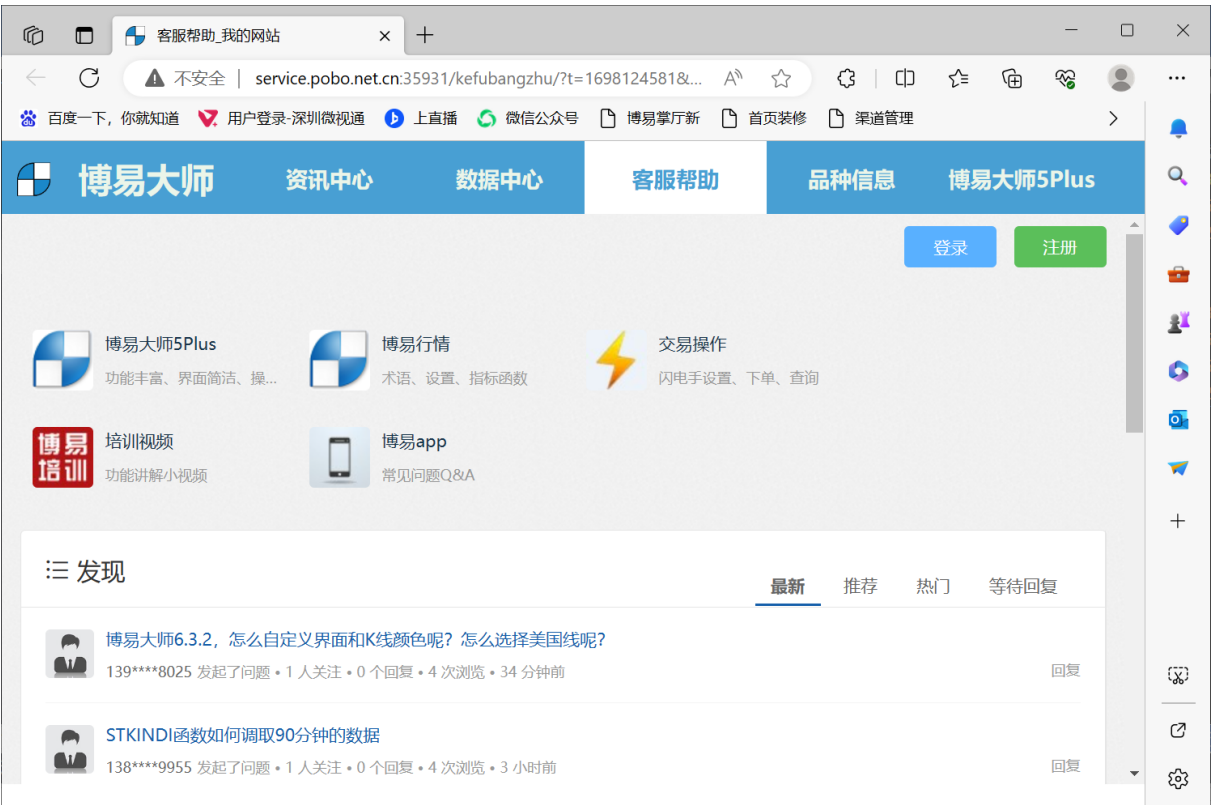 客服帮助_我的网站
不安全 service.pobo.net.cn:35931/kefubangzhu/?t=1698124581&...
百度一下，你就知道 用户登录-深圳微视通 上直播 微信公众号 博易掌厅新 首页装修 渠道管理
博易大师 资讯中心 数据中心 客服帮助 品种信息 博易大师5Plus
登录 注册
博易大师5Plus 博易行情 交易操作
功能丰富、界面简洁、操... 术语、设置、指标函数 闪电手设置、下单、查询
博易培训
培训视频 博易app
功能讲解小视频 常见问题Q&A
发现
最新 推荐 热门 等待回复
博易大师6.3.2，怎么自定义界面和K线颜色呢？怎么选择美国线呢？
139****8025 发起了问题 • 1 人关注 • 0 个回复 • 4 次浏览 • 34 分钟前 回复
STKINDI函数如何调取90分钟的数据
138****9955 发起了问题 • 1 人关注 • 0 个回复 • 4 次浏览 • 3 小时前 回复